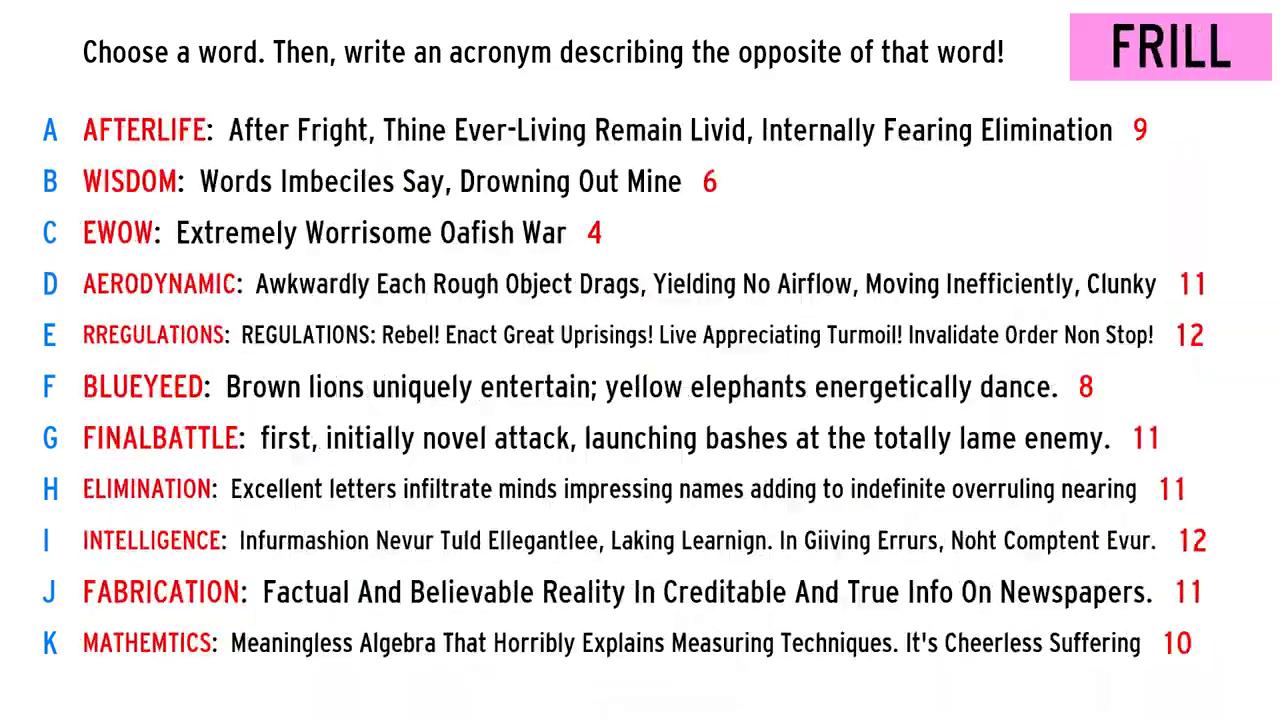 Choose a word. Then, write an acronym describing the opposite of that word!
FRILL
A AFTERLIFE: After Fright, Thine Ever-Living Remain Livid, Internally Fearing Elimination 9
B WISDOM: Words Imbeciles Say, Drowning Out Mine 6
C EWOW: Extremely Worrisome Oafish War 4
D AERODYNAMIC: Awkwardly Each Rough Object Drags, Yielding No Airflow, Moving Inefficiently, Clunky 11
E RREGULATIONS: REGULATIONS: Rebel! Enact Great Uprisings! Live Appreciating Turmoil! Invalidate Order Non Stop! 12
F BLUEYEED: Brown lions uniquely entertain; yellow elephants energetically dance. 8
G FINALBATTLE: first, initially novel attack, launching bashes at the totally lame enemy. 11
H ELIMINATION: Excellent letters infiltrate minds impressing names adding to indefinite overruling nearing 11
I INTELLIGENCE: Infurmashion Nevur Tuld Ellegantlee, Laking Learnign. In Giiving Errurs, Noht Comptent Evur. 12
J FABRICATION: Factual And Believable Reality In Creditable And True Info On Newspapers. 11
K MATHEMTICS: Meaningless Algebra That Horribly Explains Measuring Techniques. It's Cheerless Suffering 10